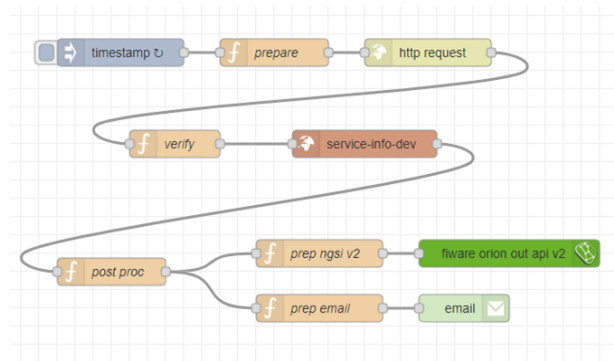 timestamp ↻
prepare
http request
verify
service-info-dev
post proc
prep ngsi v2
fiware orion out api v2
prep email
email